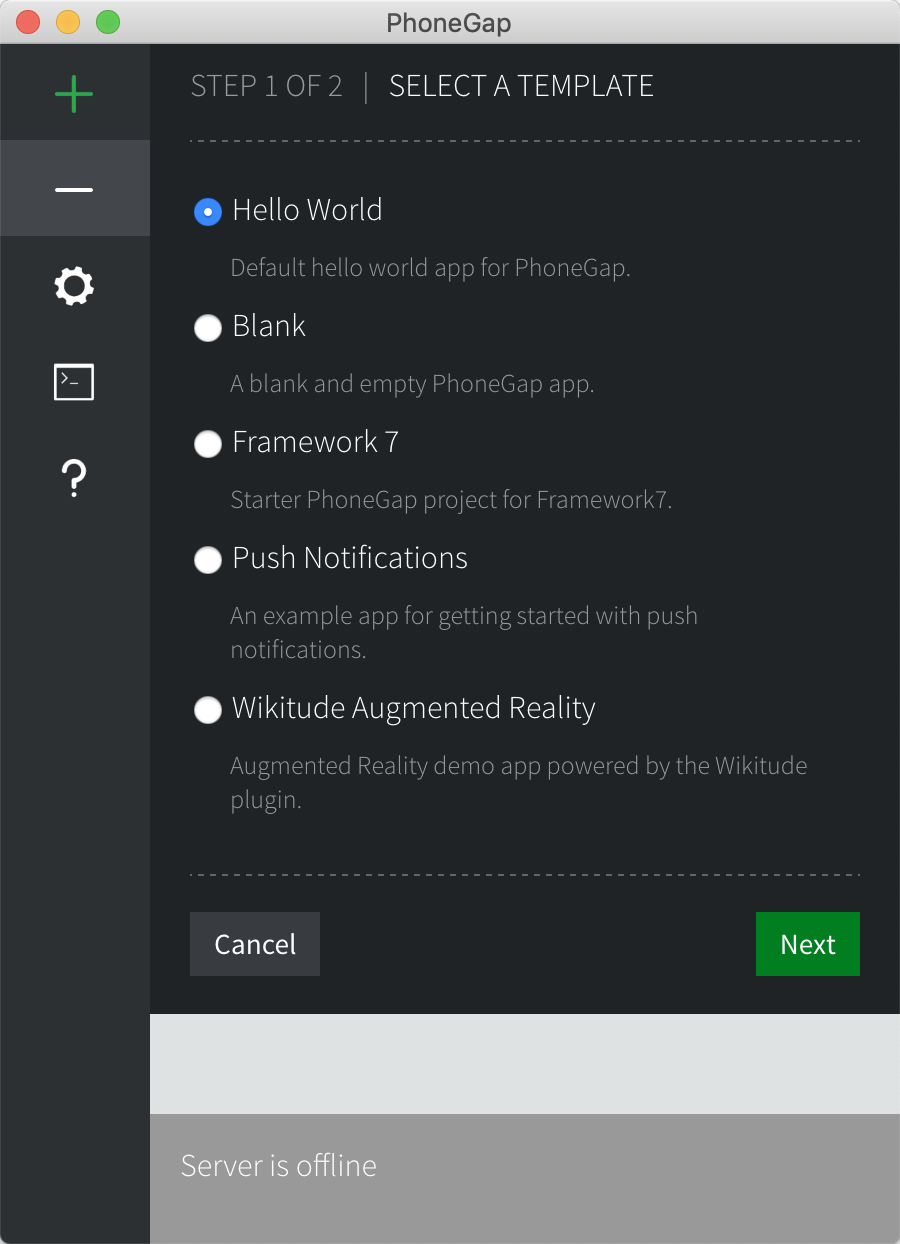 PhoneGap
STEP 1 OF 2 | SELECT A TEMPLATE
Hello World
Default hello world app for PhoneGap.
Blank
A blank and empty PhoneGap app.
Framework 7
Starter PhoneGap project for Framework7.
Push Notifications
An example app for getting started with push
notifications.
Wikitude Augmented Reality
Augmented Reality demo app powered by the Wikitude
plugin.
Cancel
Next
Server is offline